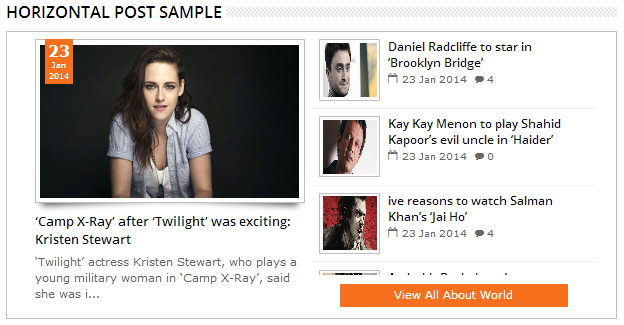 HORIZONTAL POST SAMPLE
23
Jan
2014
‘Camp X-Ray’ after ‘Twilight’ was exciting:
Kristen Stewart
‘Twilight’ actress Kristen Stewart, who plays a
young military woman in ‘Camp X-Ray’, said
she was i...
Daniel Radcliffe to star in
‘Brooklyn Bridge’
23 Jan 2014 4
Kay Kay Menon to play Shahid
Kapoor’s evil uncle in ‘Haider’
23 Jan 2014 0
ive reasons to watch Salman
Khan’s ‘Jai Ho’
23 Jan 2014 4
View All About World